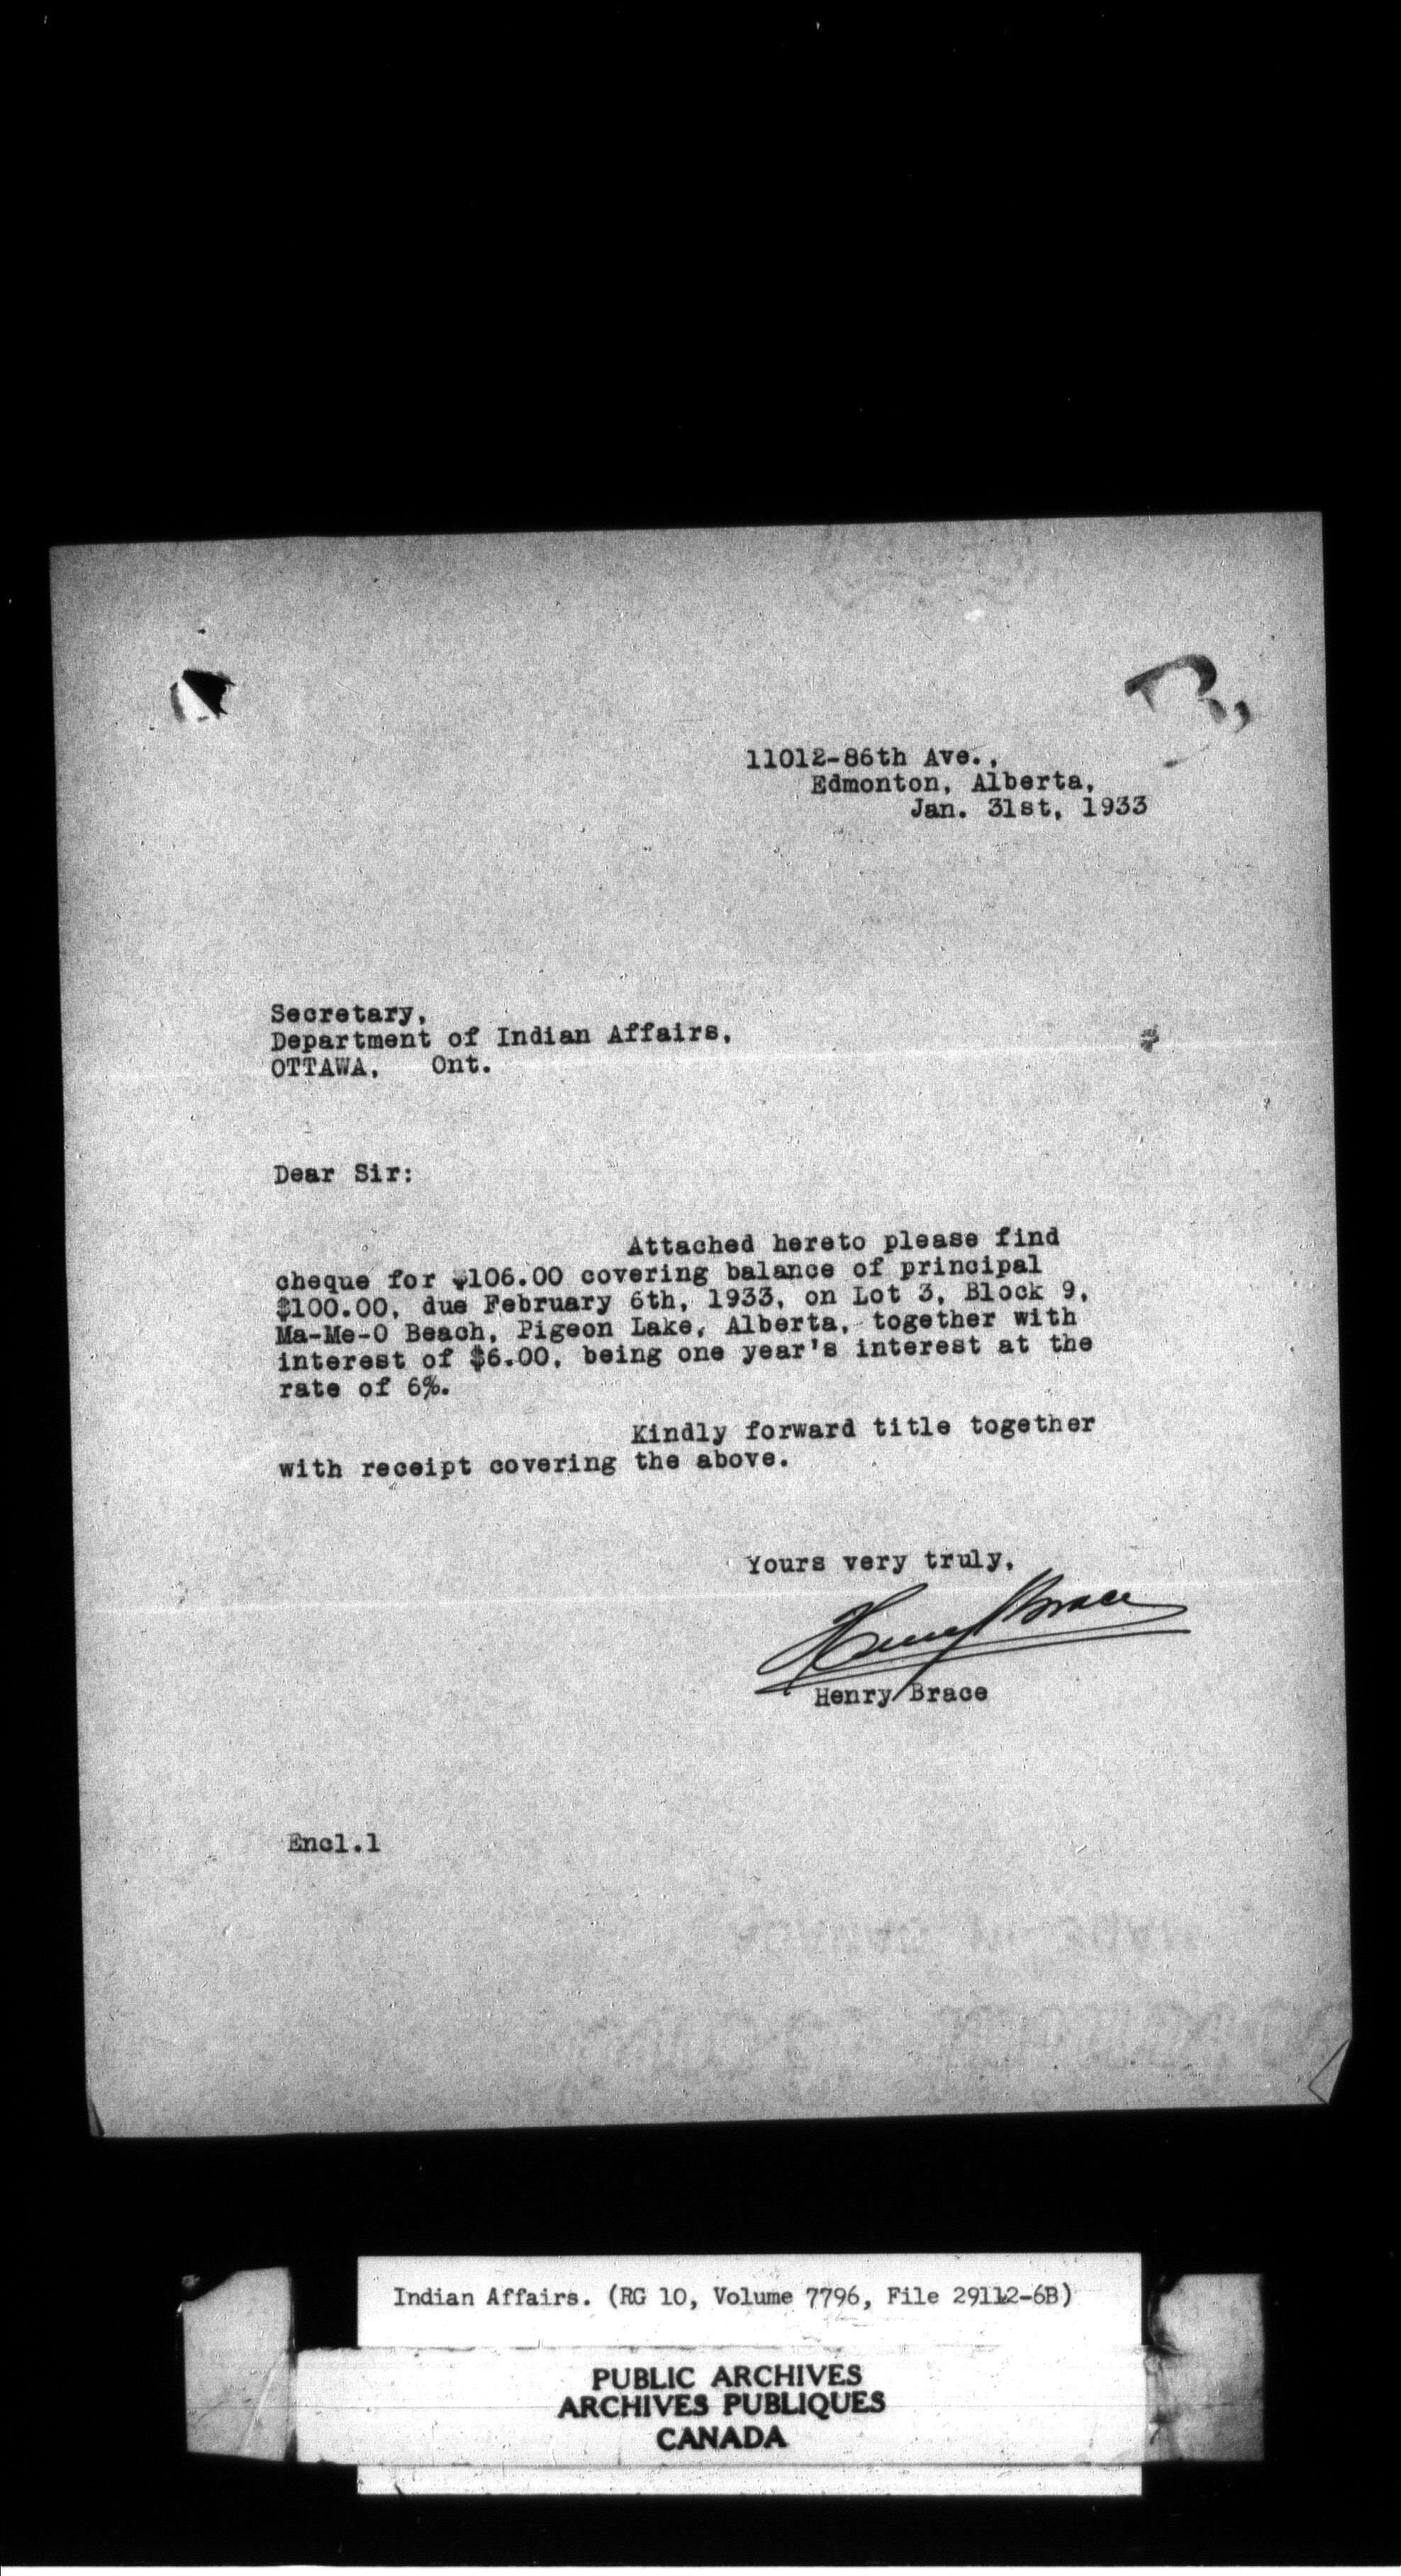 B,
11012-86th Ave.,
Edmonton, Alberta,
Jan. 31st, 1933
Secretary,
Department of Indian Affairs,
OTTAWA, Ont.
Dear Sir:
Attached hereto please find
cheque for $106.00 covering balance of principal
$100.00, due February 6th, 1933, on Lot 3, Block 9,
Ma-Me-O Beach, Pigeon Lake, Alberta, together with
interest of $6.00, being one year's interest at the
rate of 6%.
Kindly forward title together
with receipt covering the above.
Yours very truly,
Henry Brace
Henry Brace
Encl.1
Indian Affairs. (RG 10, Volume 7796, File 29112-6B)
PUBLIC ARCHIVES
ARCHIVES PUBLIQUES
CANADA